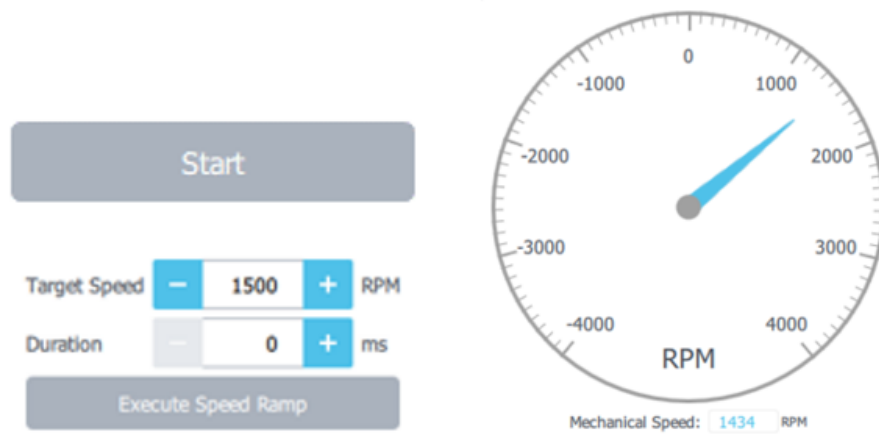 Start
Target Speed − 1500 + RPM
Duration − 0 + ms
Execute Speed Ramp
0
-1000 1000
-2000 2000
-3000 3000
-4000 4000
RPM
Mechanical Speed: 1434 RPM